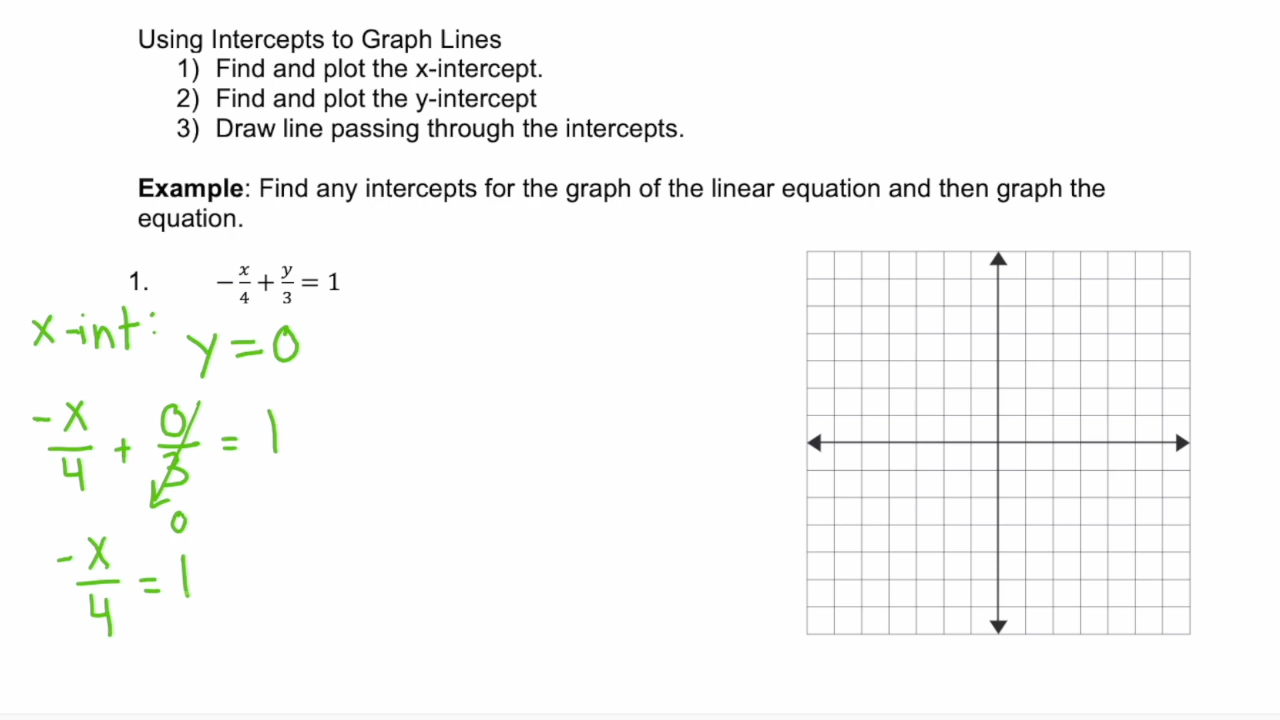 Using Intercepts to Graph Lines
1) Find and plot the x-intercept.
2) Find and plot the y-intercept
3) Draw line passing through the intercepts.
Example: Find any intercepts for the graph of the linear equation and then graph the
equation.
1. −x/4 + y/3 = 1
x-int: y = 0
-x/4 + 0/3 = 1
0
-x/4 = 1